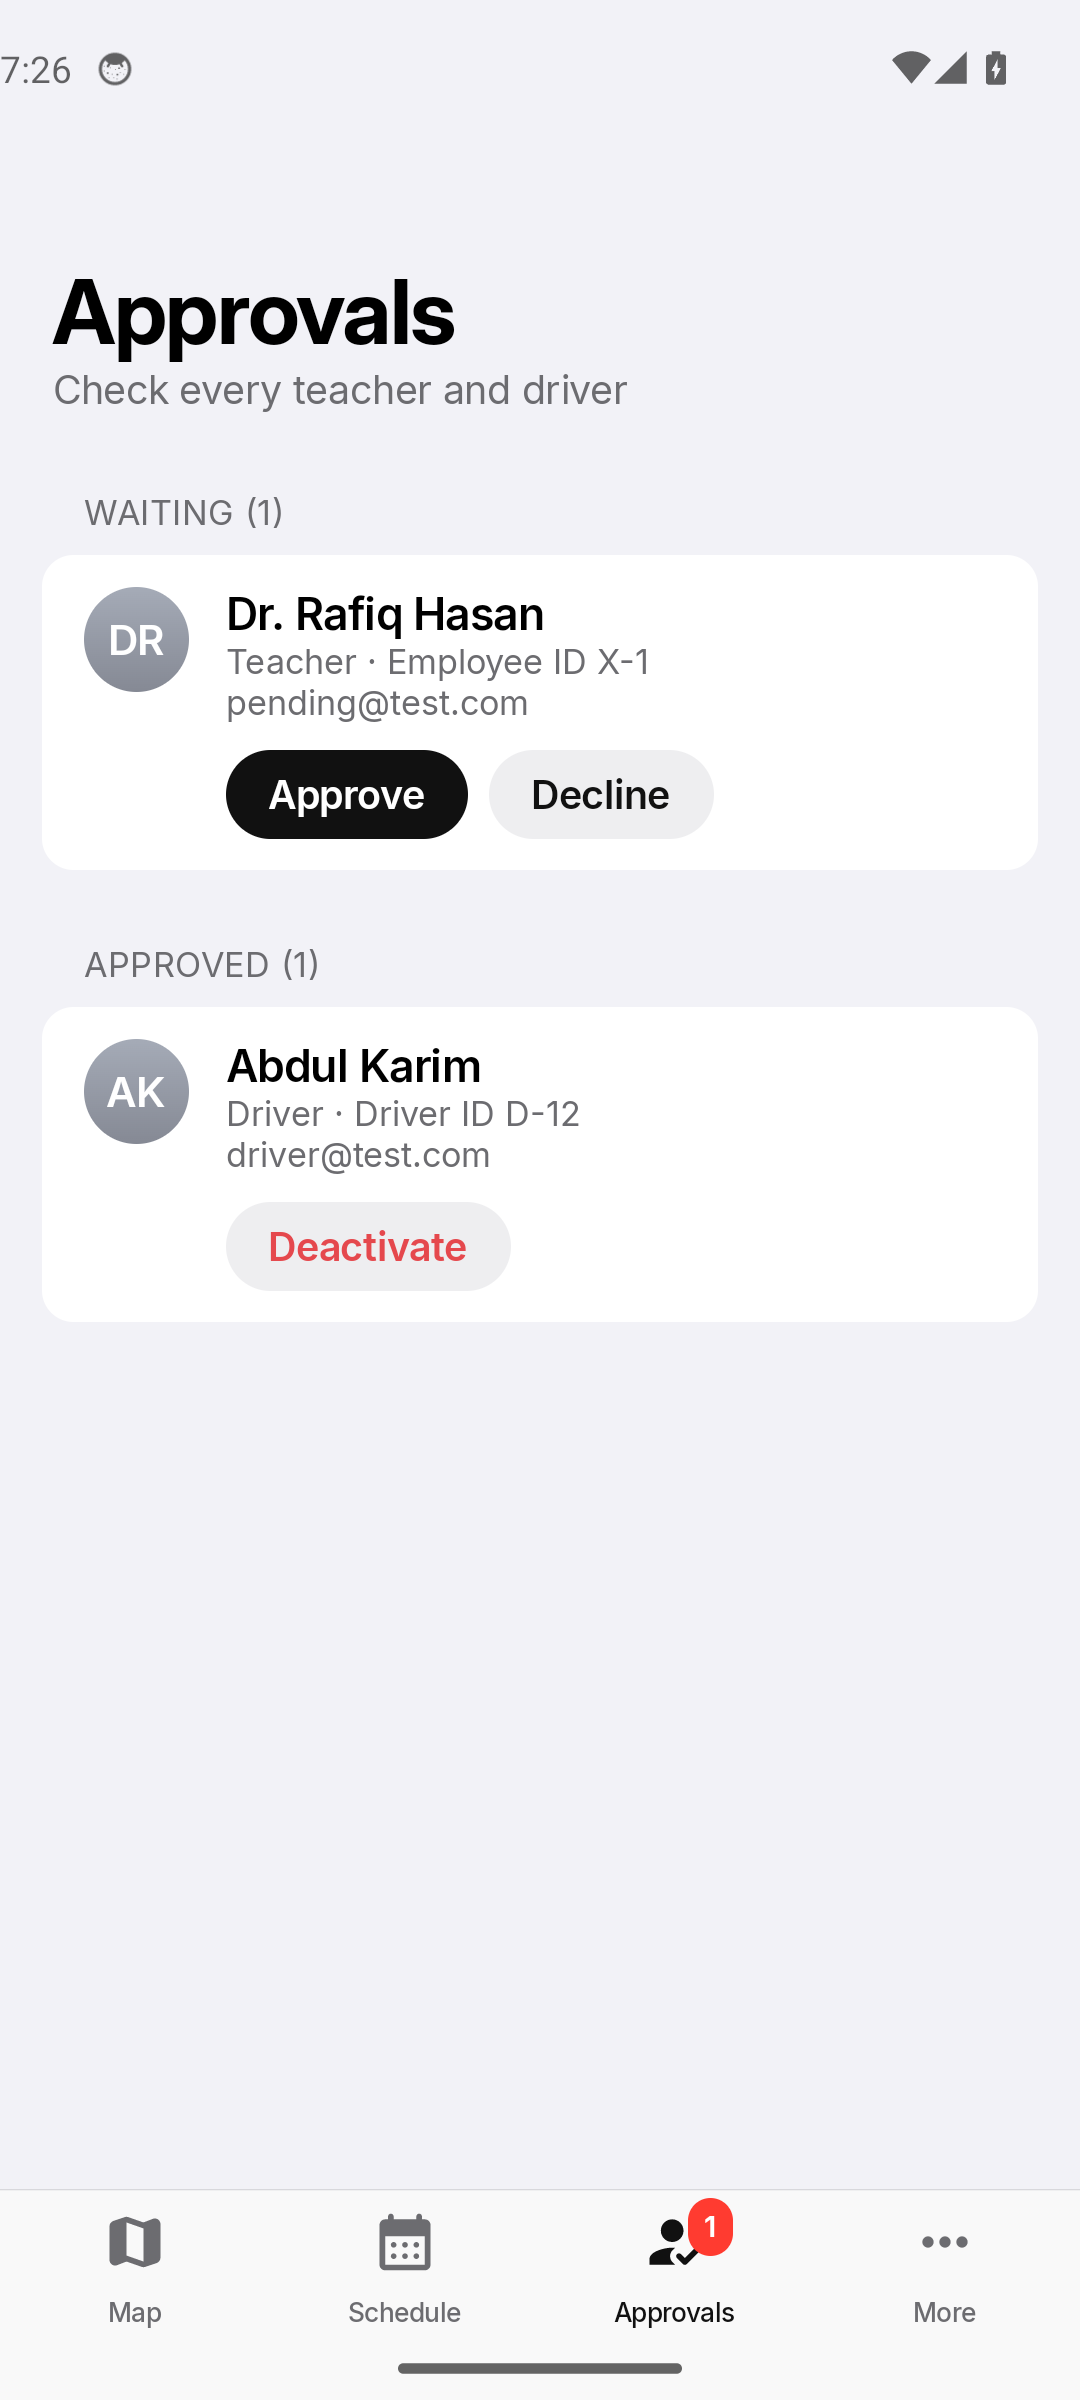 7:26
Approvals
Check every teacher and driver
WAITING (1)
DR
Dr. Rafiq Hasan
Teacher · Employee ID X-1
pending@test.com
Approve
Decline
APPROVED (1)
AK
Abdul Karim
Driver · Driver ID D-12
driver@test.com
Deactivate
1
Map
Schedule
Approvals
More